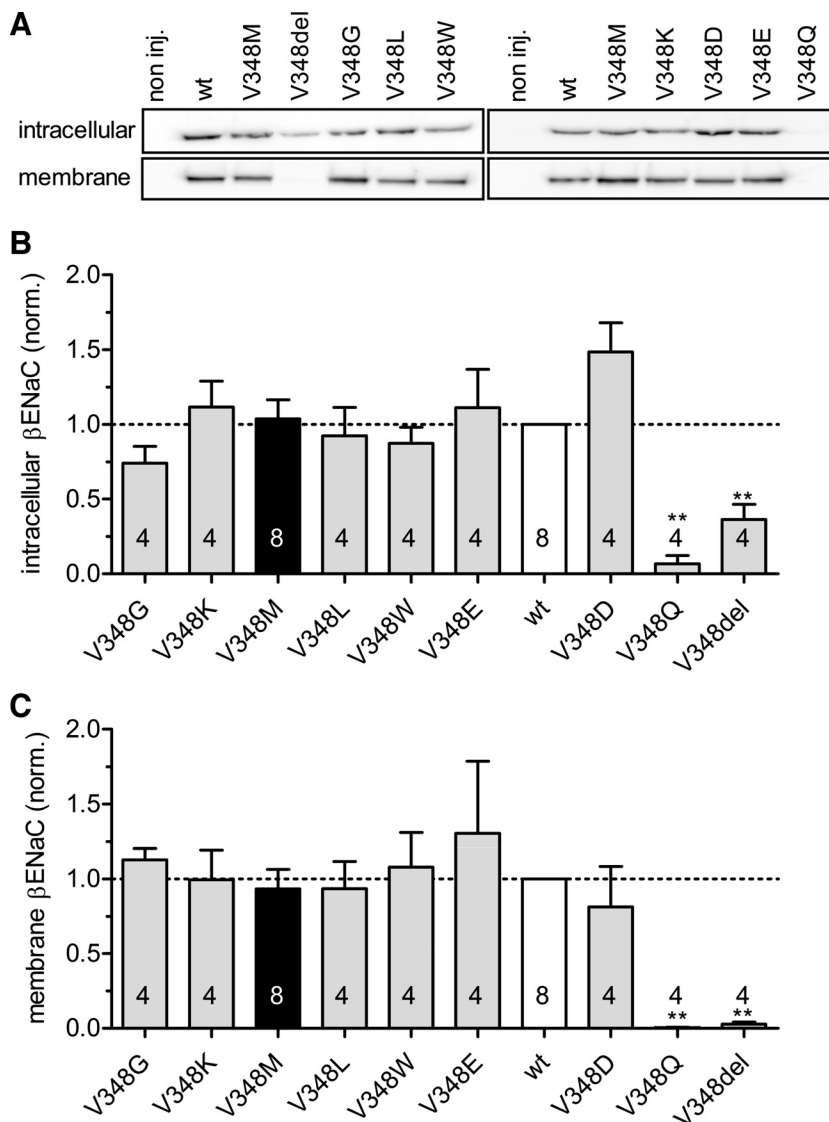 A
non inj. wt V348M V348del V348G V348L V348W non inj. wt V348M V348K V348D V348E V348Q
intracellular
membrane
B
intracellular βENaC (norm.)
2.0
1.5
1.0
0.5
0.0
** **
4 4 8 4 4 4 8 4 4 4
V348G V348K V348M V348L V348W V348E wt V348D V348Q V348del
C
membrane βENaC (norm.)
2.0
1.5
1.0
0.5
0.0
4 4 8 4 4 4 8 4 4 4
** **
V348G V348K V348M V348L V348W V348E wt V348D V348Q V348del